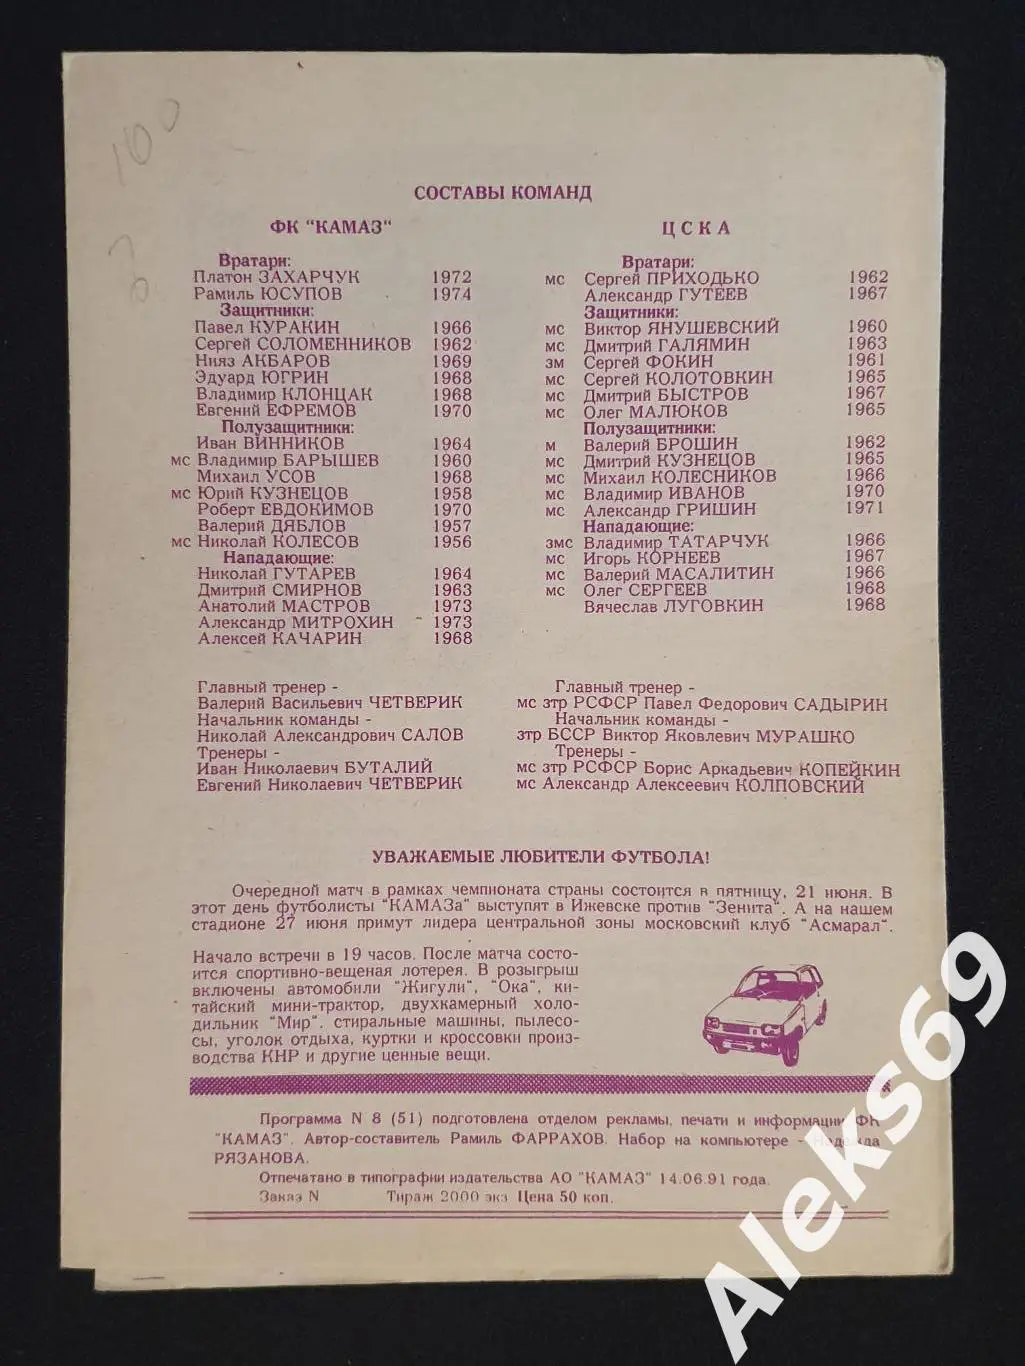 100
СОСТАВЫ КОМАНД
ФК "КАМАЗ"
Вратари:
Платон ЗАХАРЧУК 1972
Рамиль ЮСУПОВ 1974
Защитники:
Павел КУРАКИН 1966
Сергей СОЛОМЕННИКОВ 1962
Нияз АКБАРОВ 1969
Эдуард ЮГРИН 1968
Владимир КЛОНЦАК 1968
Евгений ЕФРЕМОВ 1970
Полузащитники:
Иван ВИННИКОВ 1964
мс Владимир БАРЫШЕВ 1960
Михаил УСОВ 1968
мс Юрий КУЗНЕЦОВ 1958
Роберт ЕВДОКИМОВ 1970
Валерий ДЯБЛОВ 1957
мс Николай КОЛЕСОВ 1956
Нападающие:
Николай ГУТАРЕВ 1964
Дмитрий СМИРНОВ 1963
Анатолий МАСТРОВ 1973
Александр МИТРОХИН 1973
Алексей КАЧАРИН 1968
Главный тренер -
Валерий Васильевич ЧЕТВЕРИК
Начальник команды -
Николай Александрович САЛОВ
Тренеры -
Иван Николаевич БУТАЛИЙ
Евгений Николаевич ЧЕТВЕРИК
Ц С К А
Вратари:
мс Сергей ПРИХОДЬКО 1962
Александр ГУТЕЕВ 1967
Защитники:
мс Виктор ЯНУШЕВСКИЙ 1960
мс Дмитрий ГАЛЯМИН 1963
зм Сергей ФОКИН 1961
мс Сергей КОЛОТОВКИН 1965
мс Дмитрий БЫСТРОВ 1967
мс Олег МАЛЮКОВ 1965
Полузащитники:
м Валерий БРОШИН 1962
мс Дмитрий КУЗНЕЦОВ 1965
мс Михаил КОЛЕСНИКОВ 1966
мс Владимир ИВАНОВ 1970
мс Александр ГРИШИН 1971
Нападающие:
змс Владимир ТАТАРЧУК 1966
мс Игорь КОРНЕЕВ 1967
мс Валерий МАСАЛИТИН 1966
мс Олег СЕРГЕЕВ 1968
Вячеслав ЛУГОВКИН 1968
Главный тренер -
мс зтр РСФСР Павел Федорович САДЫРИН
Начальник команды -
зтр БССР Виктор Яковлевич МУРАШКО
Тренеры -
мс зтр РСФСР Борис Аркадьевич КОПЕЙКИН
мс Александр Алексеевич КОЛПОВСКИЙ
УВАЖАЕМЫЕ ЛЮБИТЕЛИ ФУТБОЛА!
Очередной матч в рамках чемпионата страны состоится в пятницу, 21 июня. В
этот день футболисты "КАМАЗа" выступят в Ижевске против "Зенита". А на нашем
стадионе 27 июня примут лидера центральной зоны московский клуб "Асмарал".
Начало встречи в 19 часов. После матча состо-
ится спортивно-вещевая лотерея. В розыгрыш
включены автомобили "Жигули", "Ока", ки-
тайский мини-трактор, двухкамерный холо-
дильник "Мир", стиральные машины, пылесо-
сы, уголок отдыха, куртки и кроссовки произ-
водства КНР и другие ценные вещи.
Программа N 8 (51) подготовлена отделом рекламы, печати и информации ФК
"КАМАЗ". Автор-составитель Рамиль ФАРРАХОВ. Набор на компьютере - Надежда
РЯЗАНОВА.
Отпечатано в типографии издательства АО "КАМАЗ" 14.06.91 года.
Заказ N Тираж 2000 экз Цена 50 коп.
Aleks69